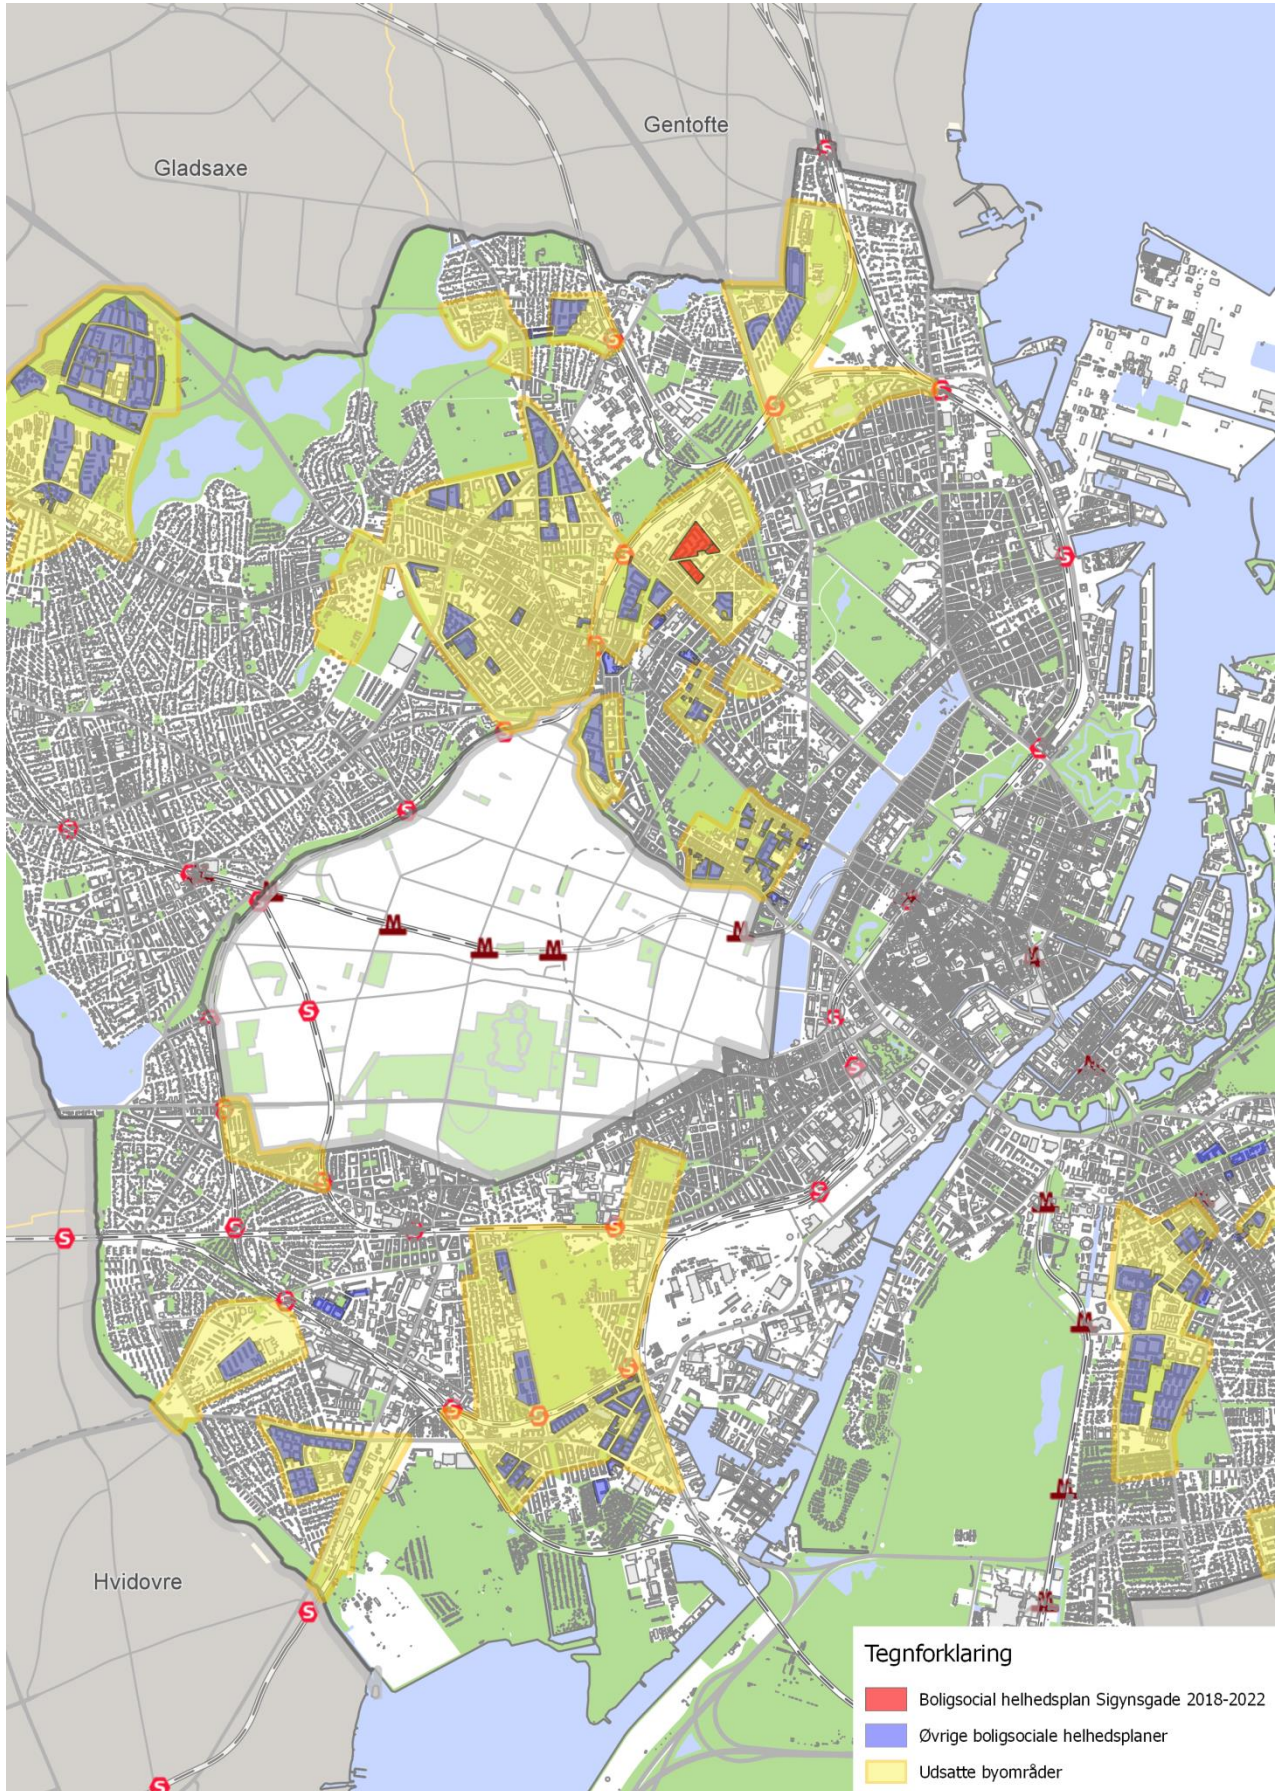 Gentofte
Gladsaxe
Hvidovre
Tegnforklaring
Boligsocial helhedsplan Sigynsgade 2018-2022
Øvrige boligsociale helhedsplaner
Udsatte byområder